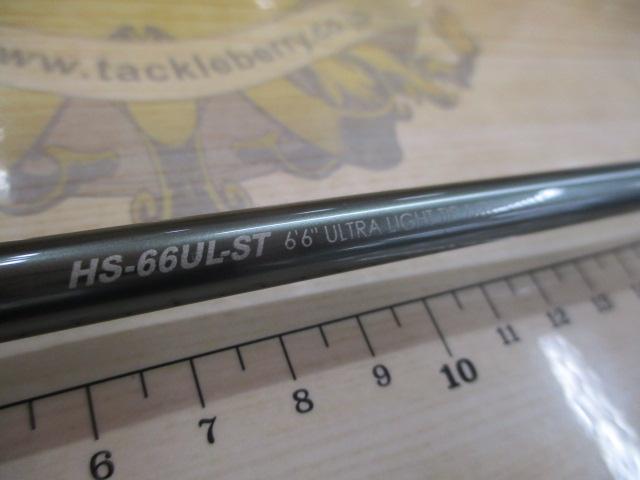 www.tackleberry.co.jp
HS-66UL-ST 6'6" ULTRA LIGHT
6 7 8 9 10 11 12 13